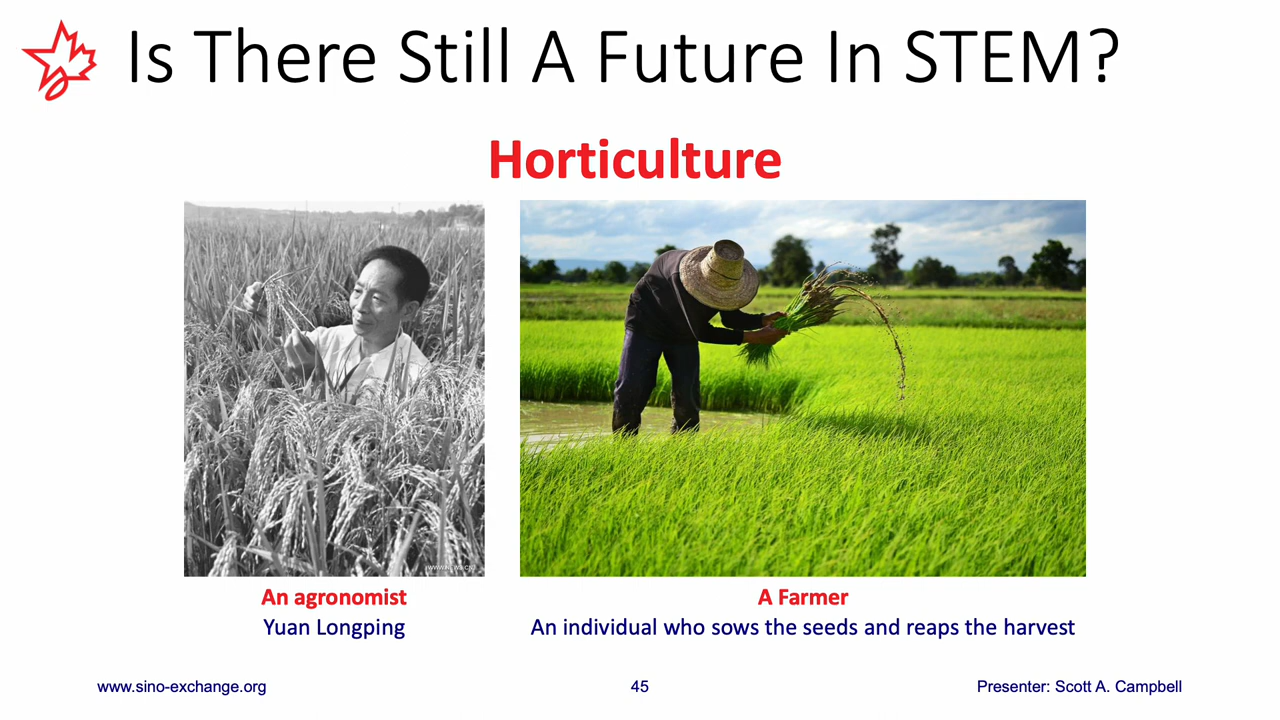 Is There Still A Future In STEM?
Horticulture
An agronomist
Yuan Longping
A Farmer
An individual who sows the seeds and reaps the harvest
www.sino-exchange.org
45
Presenter: Scott A. Campbell